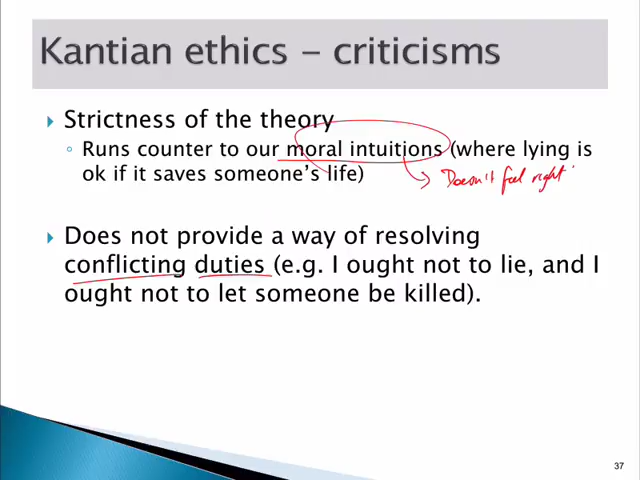 Kantian ethics - criticisms
Strictness of the theory
Runs counter to our moral intuitions (where lying is
ok if it saves someone's life)
Doesn't feel right
Does not provide a way of resolving
conflicting duties (e.g. I ought not to lie, and I
ought not to let someone be killed).
37